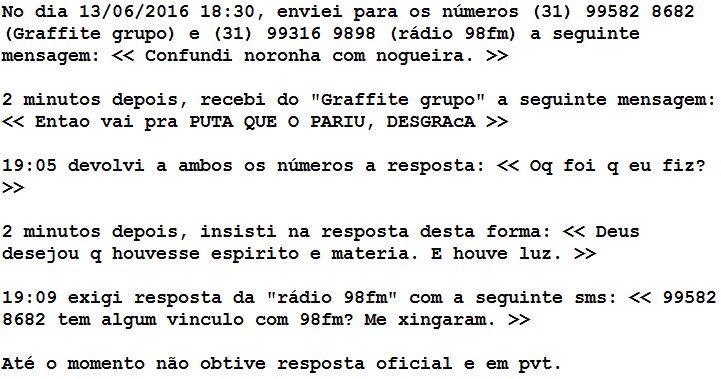 No dia 13/06/2016 18:30, enviei para os números (31) 99582 8682
(Graffite grupo) e (31) 99316 9898 (rádio 98fm) a seguinte
mensagem: << Confundi noronha com nogueira. >>
2 minutos depois, recebi do "Graffite grupo" a seguinte mensagem:
<< Entao vai pra PUTA QUE O PARIU, DESGRAcA >>
19:05 devolvi a ambos os números a resposta: << Oq foi q eu fiz?
>>
2 minutos depois, insisti na resposta desta forma: << Deus
desejou q houvesse espirito e materia. E houve luz. >>
19:09 exigi resposta da "rádio 98fm" com a seguinte sms: << 99582
8682 tem algum vinculo com 98fm? Me xingaram. >>
Até o momento não obtive resposta oficial e em pvt.